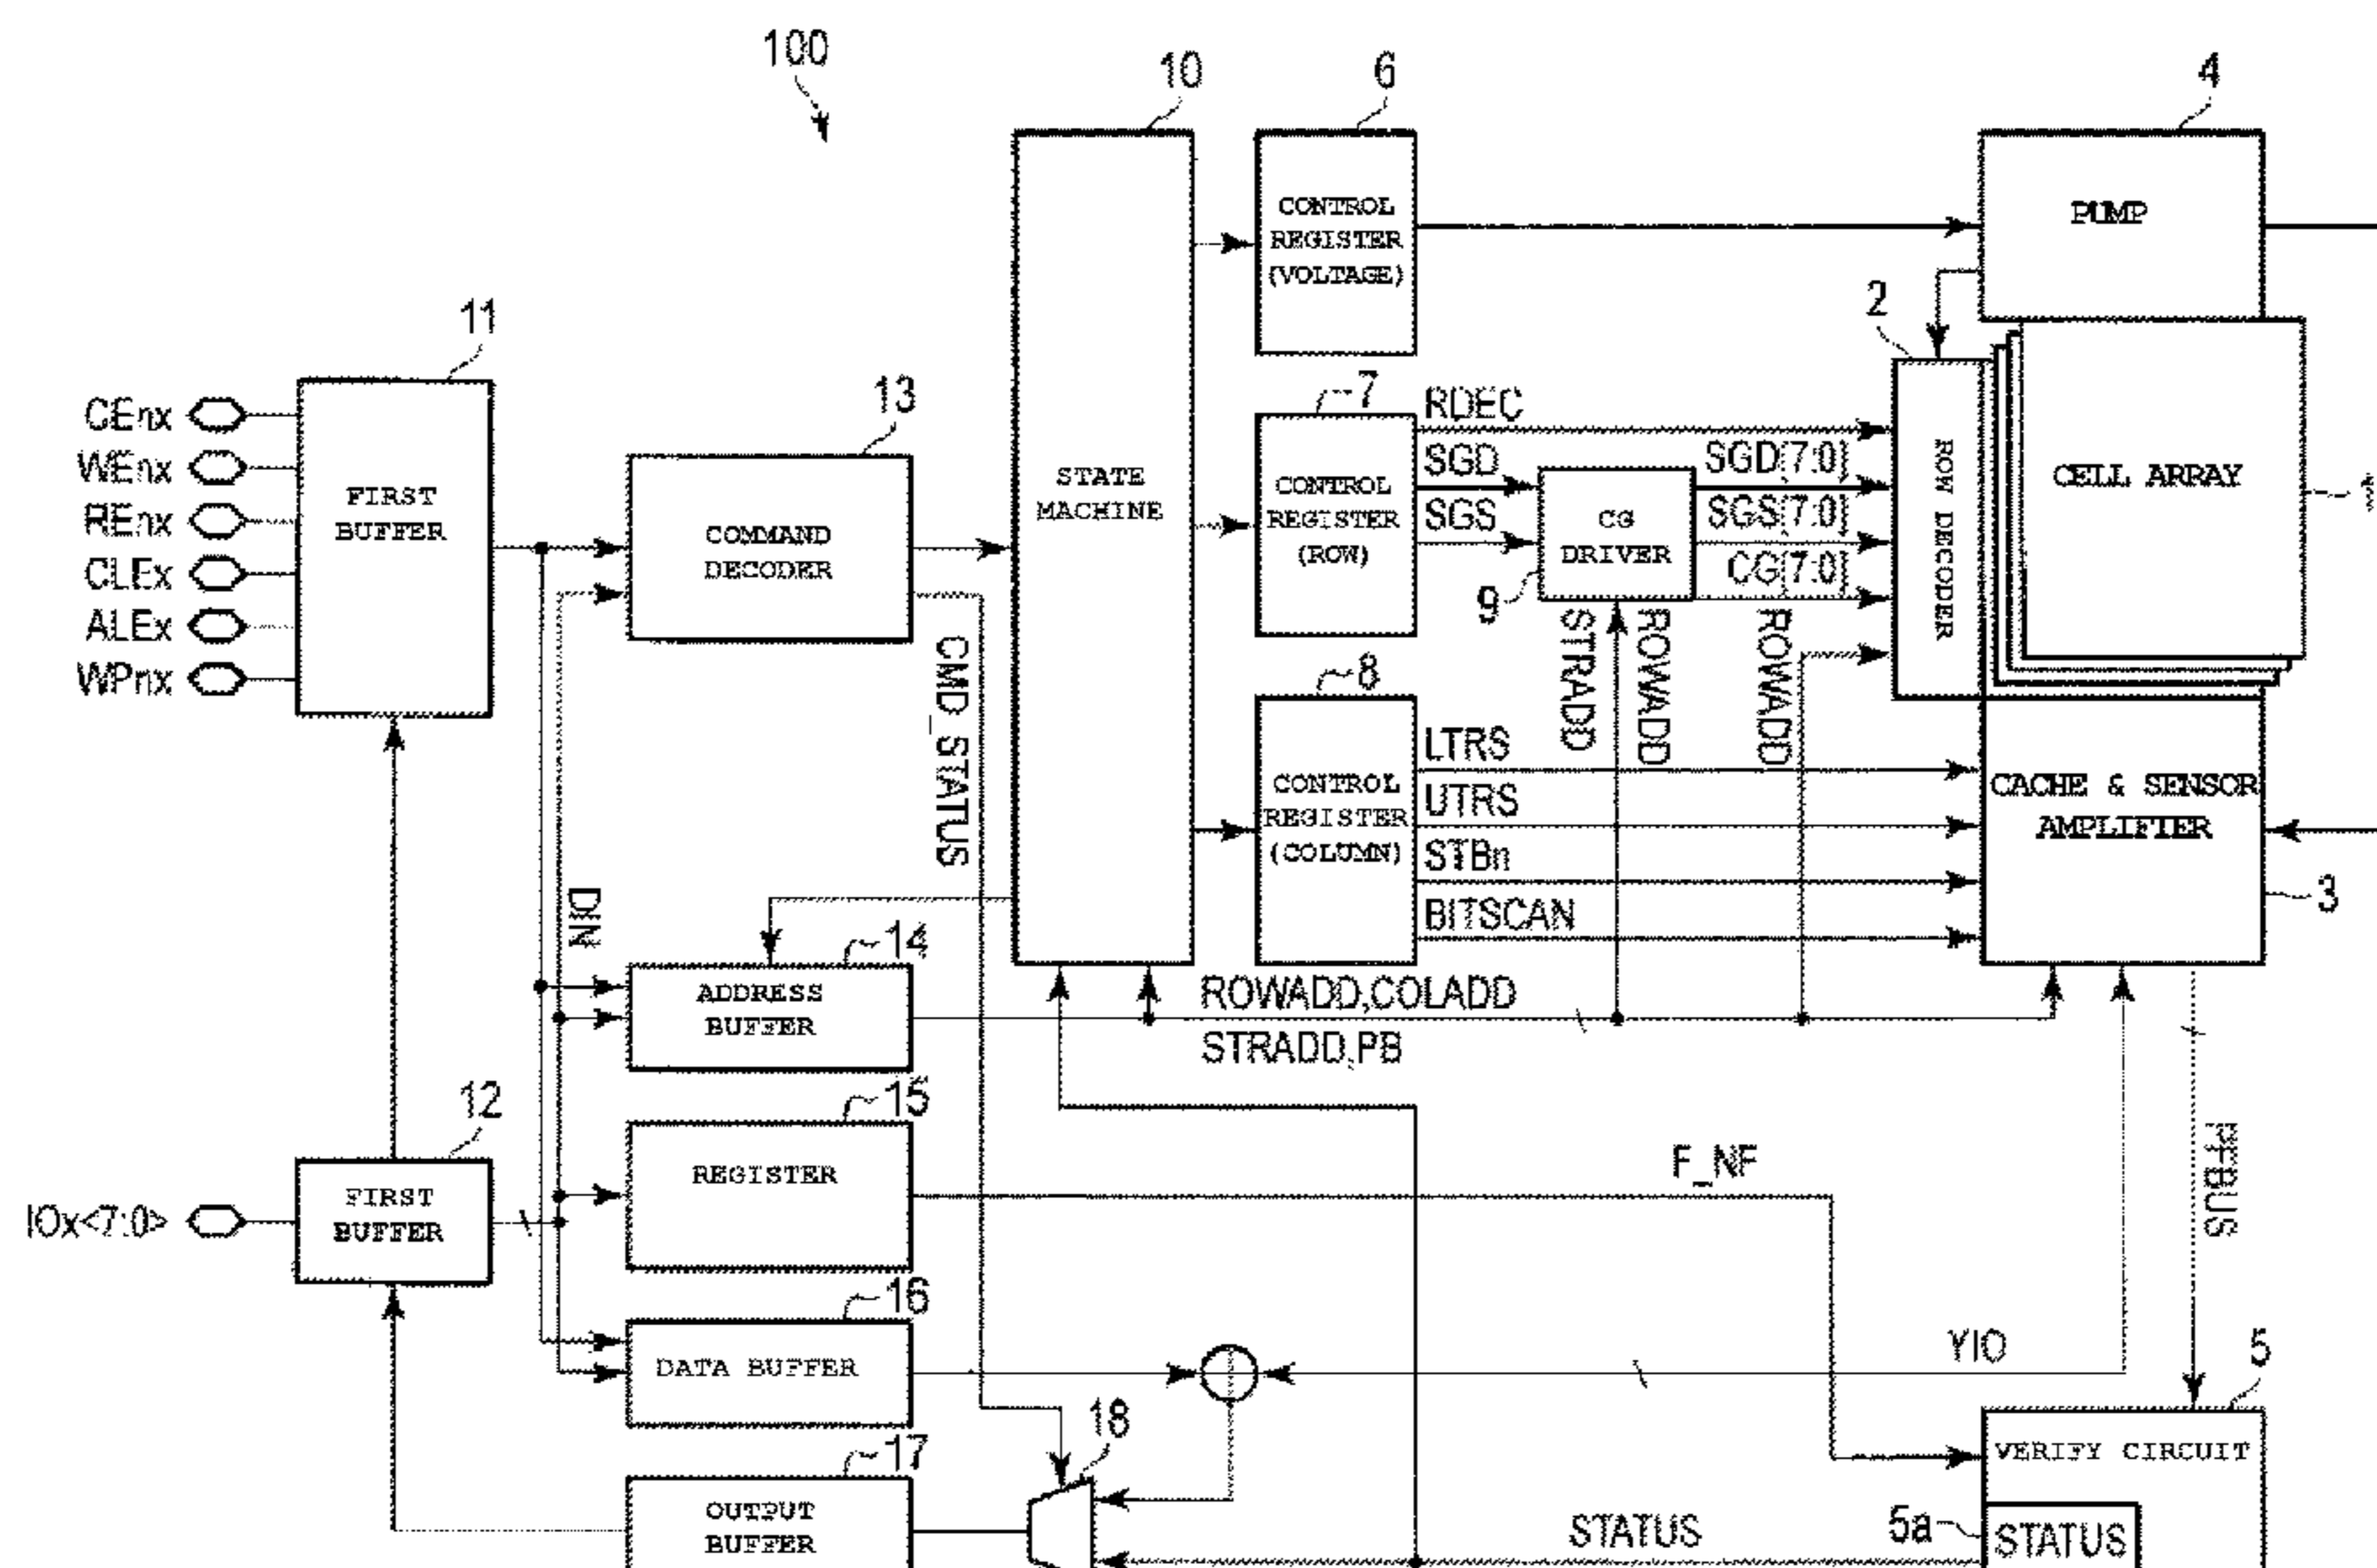 100
10
6
4
CONTROL
REGISTER
(VOLTAGE)
PUMP
11
2
13
7
RDEC
CEnx
WEnx
REnx
CLEx
ALEx
WPnx
FIRST
BUFFER
COMMAND
DECODER
STATE
MACHINE
CONTROL
REGISTER
(ROW)
SGD
SGS
CG
DRIVER
9
SGD[7:0]
SGS[7:0]
CG[7:0]
ROW DECODER
CELL ARRAY
1
CMD_STATUS
8
STRADD
ROWADD
ROWADD
CONTROL
REGISTER
(COLUMN)
LTRS
UTRS
STBn
BITSCAN
CACHE & SENSOR
AMPLIFTER
3
DIN
14
ADDRESS
BUFFER
ROWADD,COLADD
STRADD,PB
12
15
FIRST
BUFFER
IOx<7:0>
REGISTER
F_NF
PFBUS
16
DATA BUFFER
YIO
5
18
17
VERIFY CIRCUIT
OUTPUT
BUFFER
STATUS
5a
STATUS